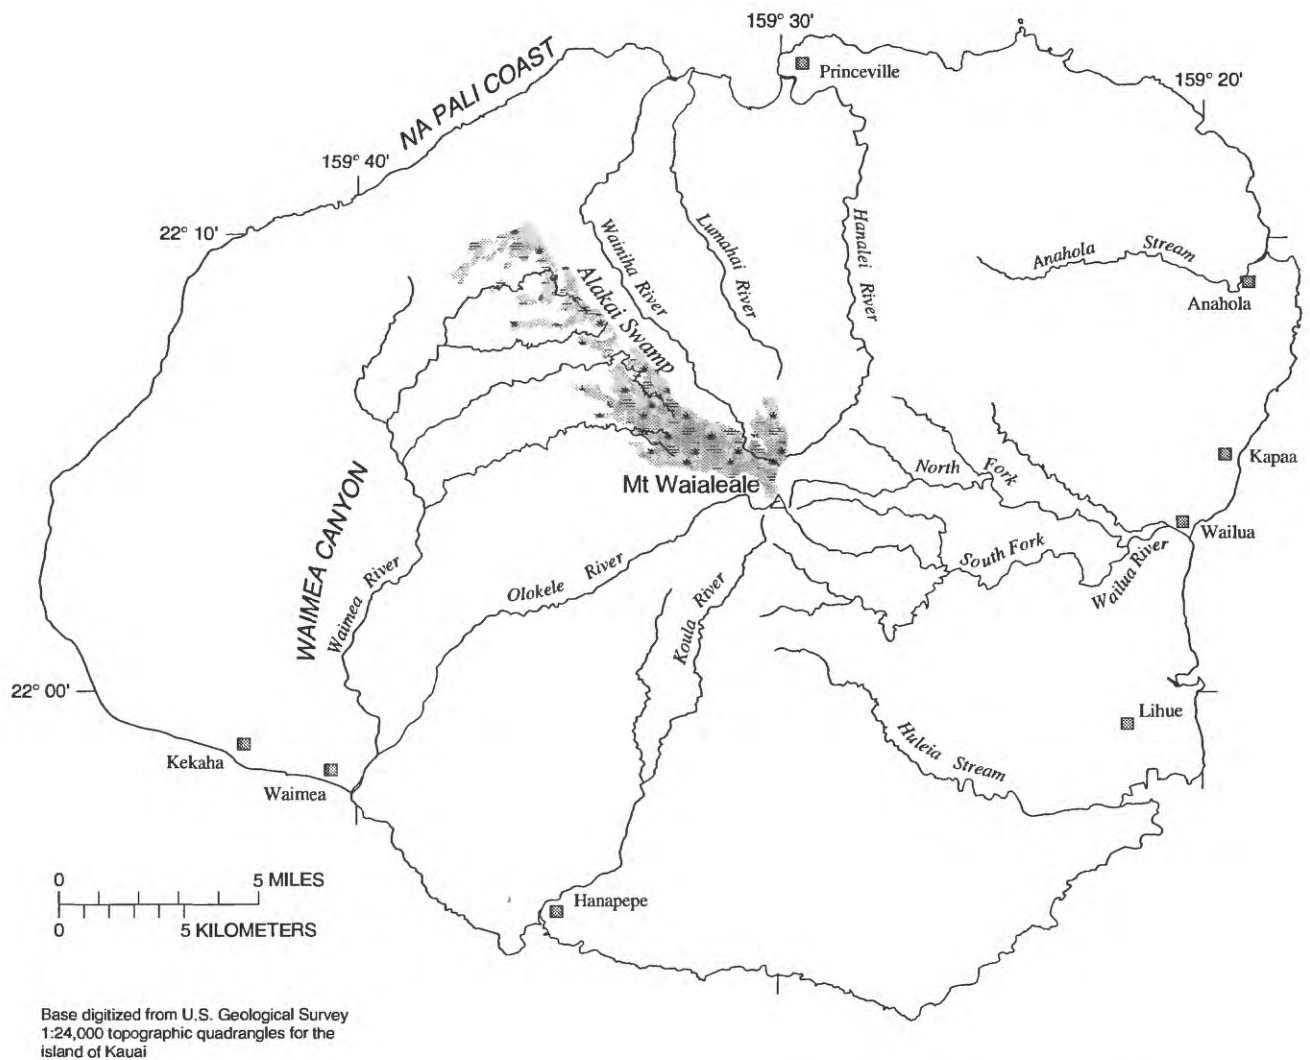 159° 30'
Princeville
159° 20'
NA PALI COAST
159° 40'
22° 10'
Wainiha River
Lumahai River
Hanalei River
Anahola Stream
Anahola
Alakai Swamp
Kapaa
North Fork
Mt Waialeale
Wailua
WAIMEA CANYON
Waimea River
Olokele River
South Fork
Wailua River
Koula River
22° 00'
Lihue
Huleia Stream
Kekaha
Waimea
Hanapepe
0 5 MILES
0 5 KILOMETERS
Base digitized from U.S. Geological Survey
1:24,000 topographic quadrangles for the
island of Kauai